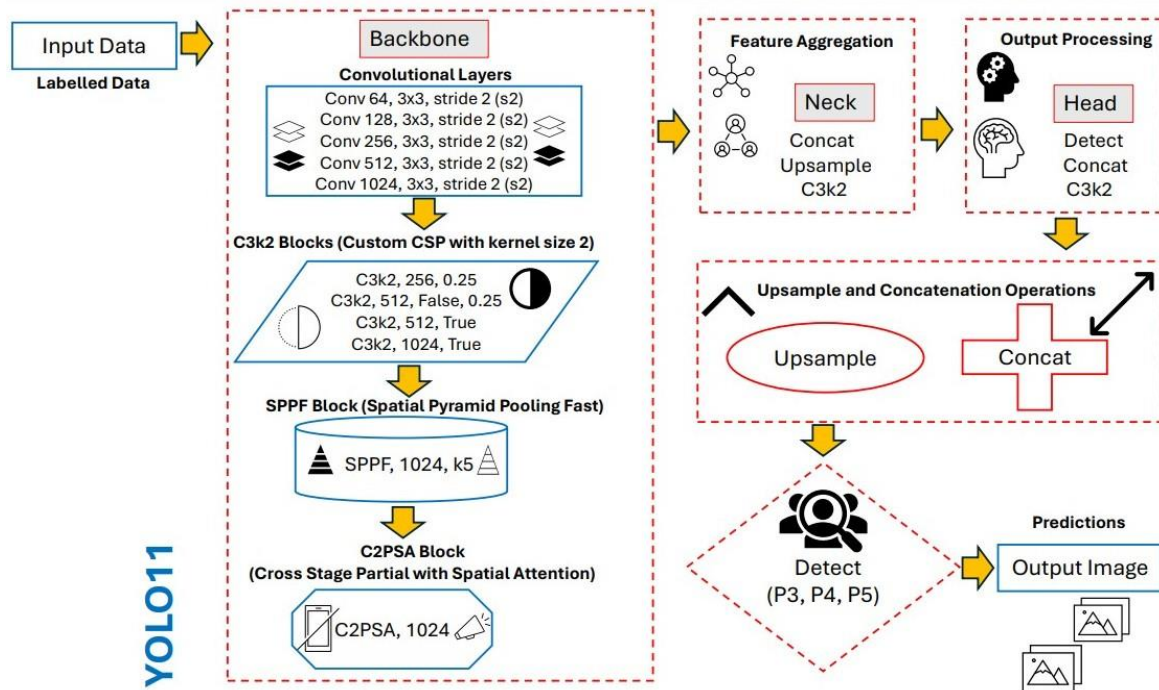 Input Data
Labelled Data
Backbone
Convolutional Layers
Conv 64, 3x3, stride 2 (s2)
Conv 128, 3x3, stride 2 (s2)
Conv 256, 3x3, stride 2 (s2)
Conv 512, 3x3, stride 2 (s2)
Conv 1024, 3x3, stride 2 (s2)
C3k2 Blocks (Custom CSP with kernel size 2)
C3k2, 256, 0.25
C3k2, 512, False, 0.25
C3k2, 512, True
C3k2, 1024, True
SPPF Block (Spatial Pyramid Pooling Fast)
SPPF, 1024, k5
C2PSA Block
(Cross Stage Partial with Spatial Attention)
C2PSA, 1024
YOLO11
Feature Aggregation
Neck
Concat
Upsample
C3k2
Output Processing
Head
Detect
Concat
C3k2
Upsample and Concatenation Operations
Upsample
Concat
Detect
(P3, P4, P5)
Predictions
Output Image